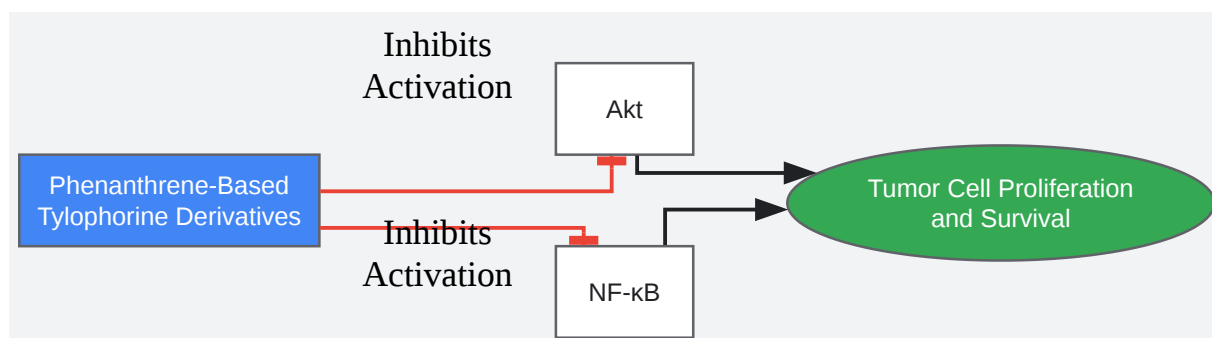 Inhibits
Activation
Akt
Phenanthrene-Based
Tylophorine Derivatives
Tumor Cell Proliferation
and Survival
Inhibits
Activation
NF-κB